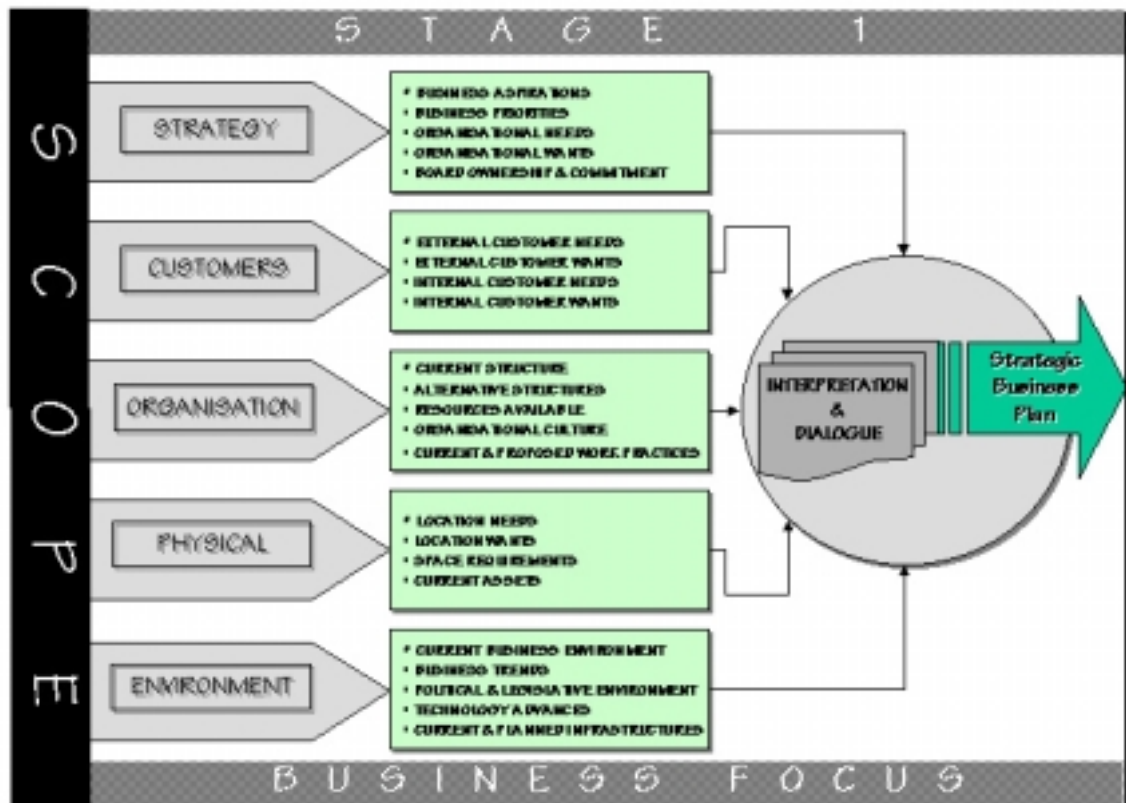 STAGE 1
SCOPE
STRATEGY
• BUSINESS ASPIRATIONS
• BUSINESS PRIORITIES
• ORGANISATIONAL NEEDS
• ORGANISATIONAL WANTS
• BOARD OWNERSHIP & COMMITMENT
CUSTOMERS
• EXTERNAL CUSTOMER NEEDS
• EXTERNAL CUSTOMER WANTS
• INTERNAL CUSTOMER NEEDS
• INTERNAL CUSTOMER WANTS
ORGANISATION
• CURRENT STRUCTURE
• ALTERNATIVE STRUCTURES
• RESOURCES AVAILABLE
• ORGANISATIONAL CULTURE
• CURRENT & PROPOSED WORK PRACTICES
PHYSICAL
• LOCATION NEEDS
• LOCATION WANTS
• SPACE REQUIREMENTS
• CURRENT ASSETS
ENVIRONMENT
• CURRENT BUSINESS ENVIRONMENT
• BUSINESS TRENDS
• POLITICAL & LEGISLATIVE ENVIRONMENT
• TECHNOLOGY ADVANCES
• CURRENT & PLANNED INFRASTRUCTURES
INTERPRETATION
&
DIALOGUE
Strategic
Business
Plan
BUSINESS FOCUS